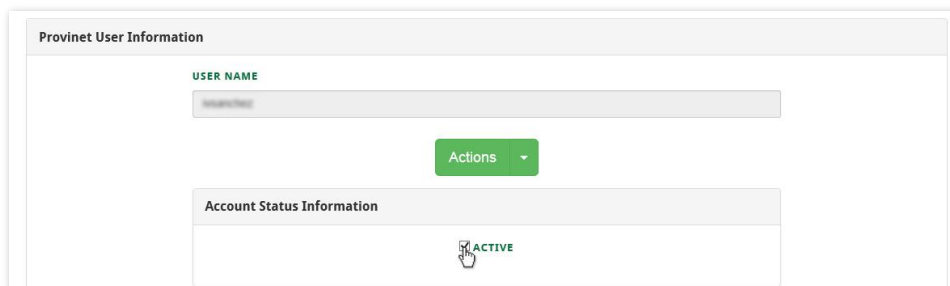 Provinet User Information
USER NAME
Actions
Account Status Information
ACTIVE